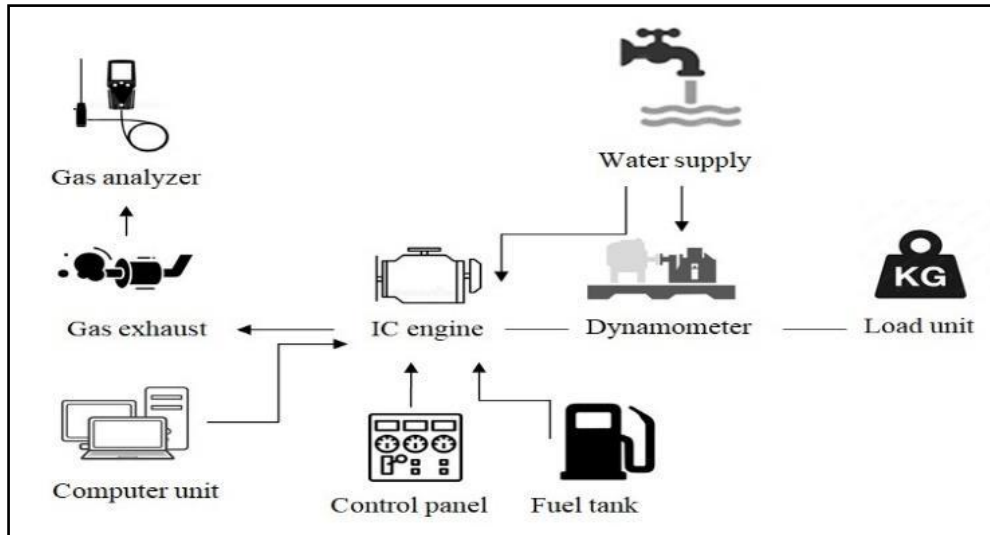 Water supply
Gas analyzer
KG
Gas exhaust
IC engine
Dynamometer
Load unit
Computer unit
Control panel
Fuel tank